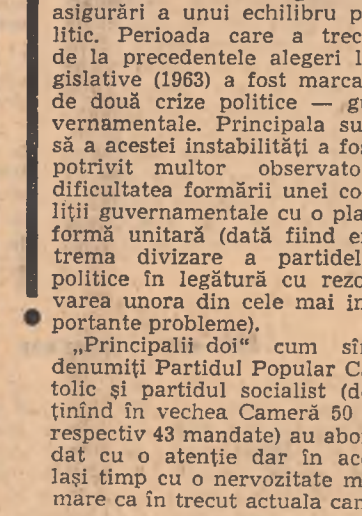 asigurări a unui echilibru p
litic. Perioada care a trec
de la precedentele alegeri l
gislative (1963) a fost marca
de două crize politice — g
vernamentale. Principala su
să a acestei instabilități a fos
potrivit multor observato
dificultatea formării unei co
liții guvernamentale cu o pla
formă unitară (dată fiind e
trema divizare a partidel
politice în legătură cu rezo
varea unora din cele mai in
portante probleme).
„Principalii doi“ cum sî
denumiți Partidul Popular C
tolic și partidul socialist (d
ținînd în vechea Cameră 50
respectiv 43 mandate) au abo
dat cu o atenție dar în ac
lași timp cu o nervozitate m
mare ca în trecut actuala car